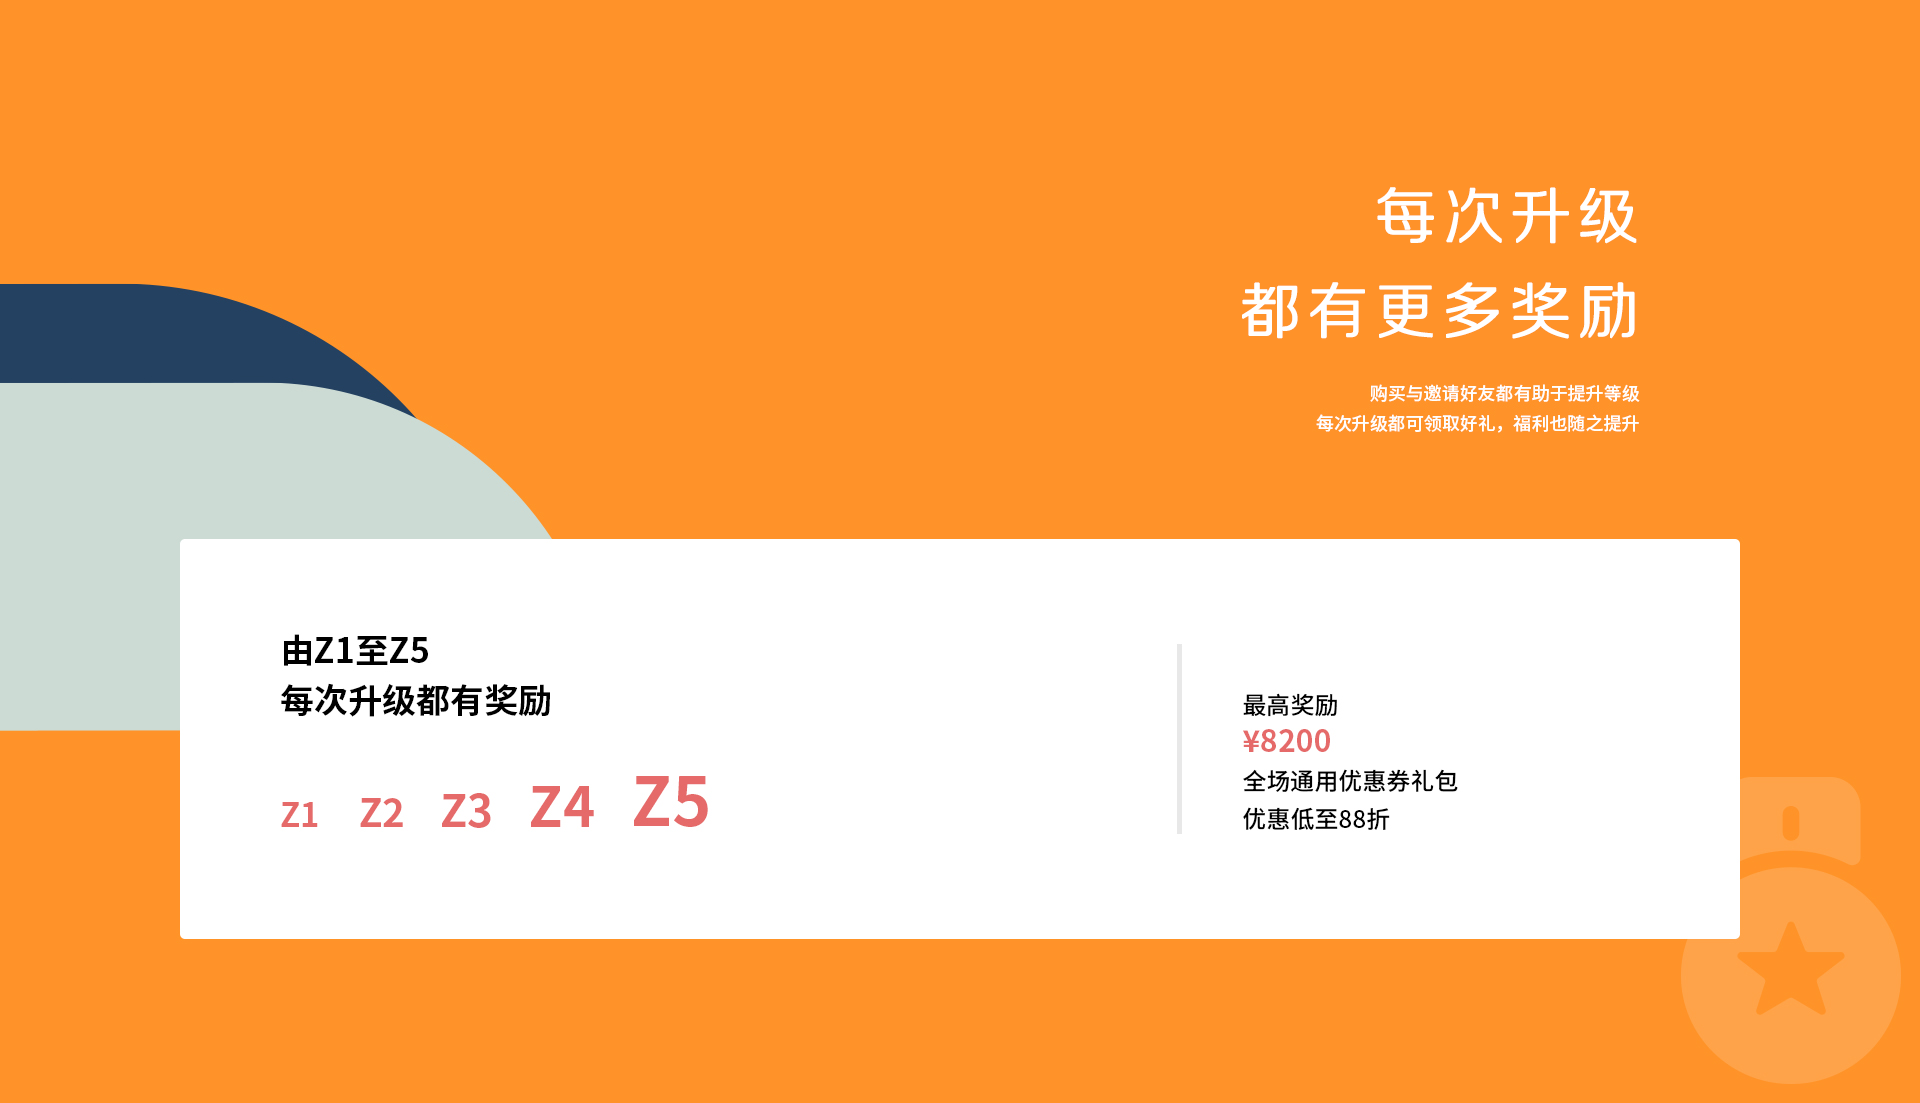 每次升级
都有更多奖励
购买与邀请好友都有助于提升等级
每次升级都可领取好礼，福利也随之提升
由Z1至Z5
每次升级都有奖励
Z1 Z2 Z3 Z4 Z5
最高奖励
¥8200
全场通用优惠券礼包
优惠低至88折